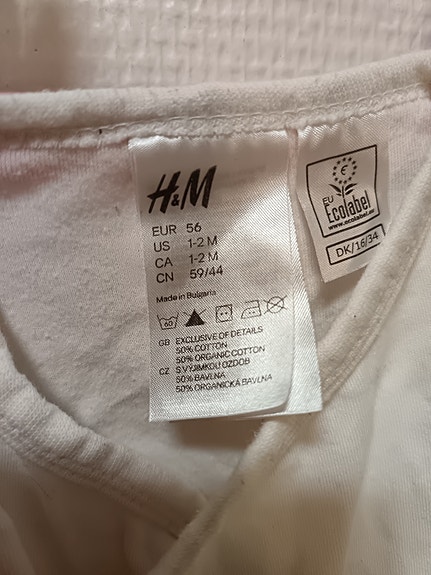 H&M
EUR 56
US 1-2 M
CA 1-2 M
CN 59/44
Made in Bulgaria
60
GB EXCLUSIVE OF DETAILS
50% COTTON
50% ORGANIC COTTON
CZ S VÝJIMKOU OZDOB
50% BAVLNA
50% ORGANICKÁ BAVLNA
€
EU
Ecolabel
www.ecolabel.eu
DK/16/34